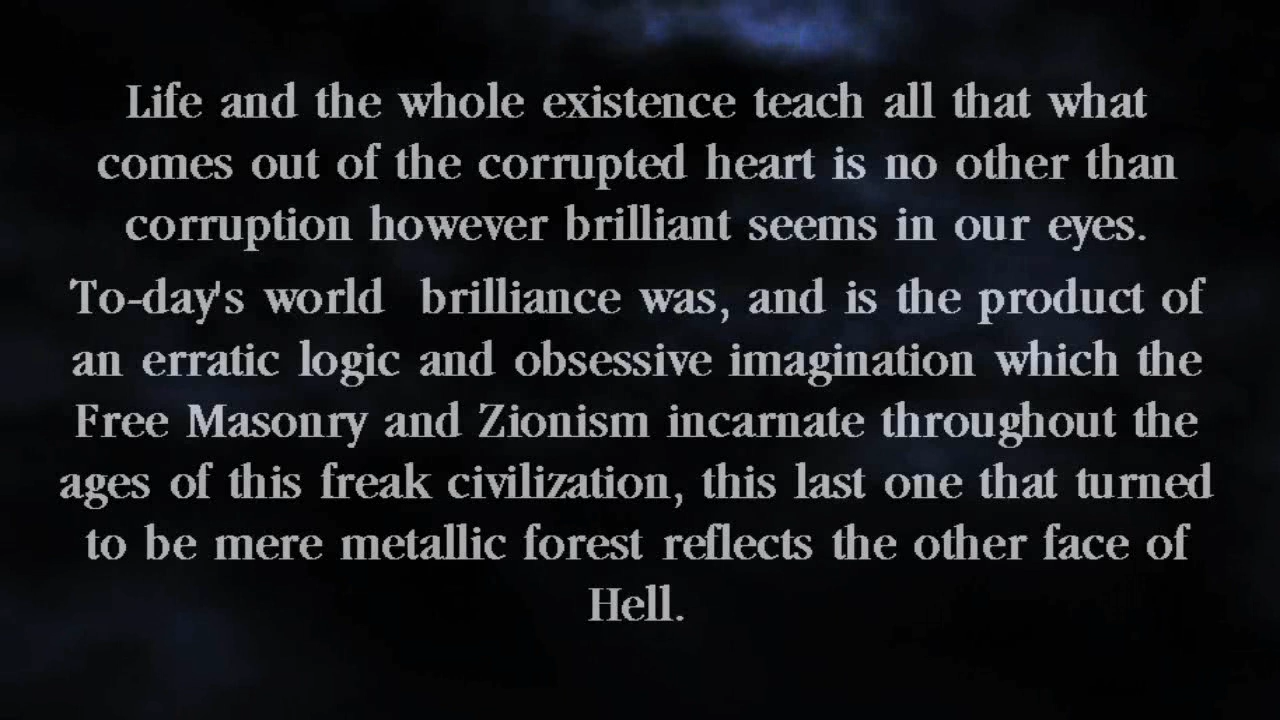 Life and the whole existence teach all that what
comes out of the corrupted heart is no other than
corruption however brilliant seems in our eyes.
To-day's world  brilliance was, and is the product of
an erratic logic and obsessive imagination which the
Free Masonry and Zionism incarnate throughout the
ages of this freak civilization, this last one that turned
to be mere metallic forest reflects the other face of
Hell.